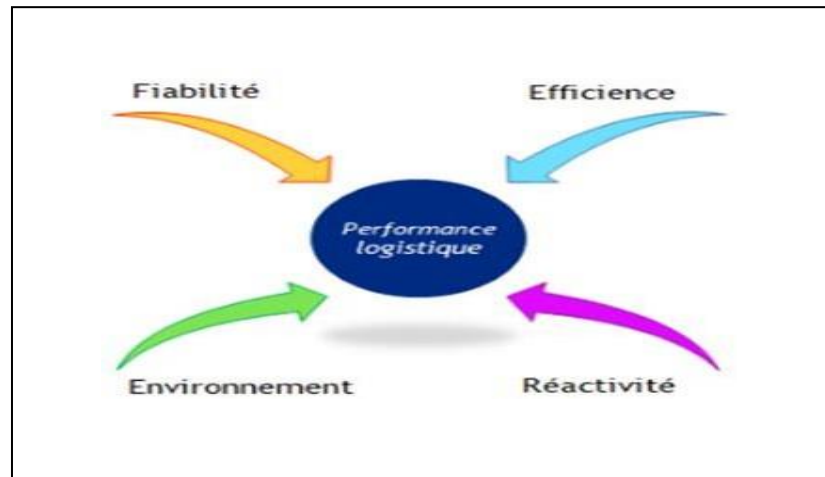 Fiabilité
Efficience
Performance
logistique
Environnement
Réactivité